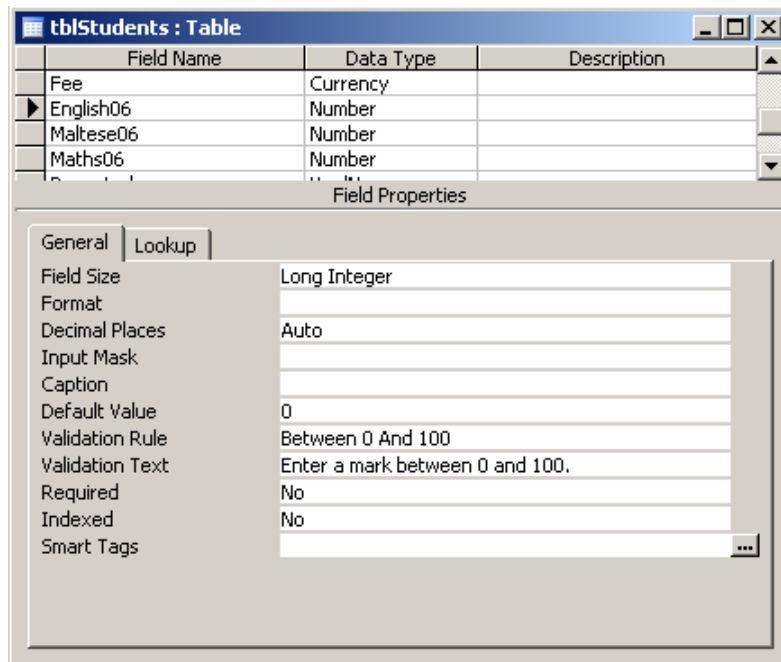 tblStudents : Table
Field Name Data Type Description
Fee Currency
English06 Number
Maltese06 Number
Maths06 Number
Field Properties
General Lookup
Field Size Long Integer
Format
Decimal Places Auto
Input Mask
Caption
Default Value 0
Validation Rule Between 0 And 100
Validation Text Enter a mark between 0 and 100.
Required No
Indexed No
Smart Tags ...